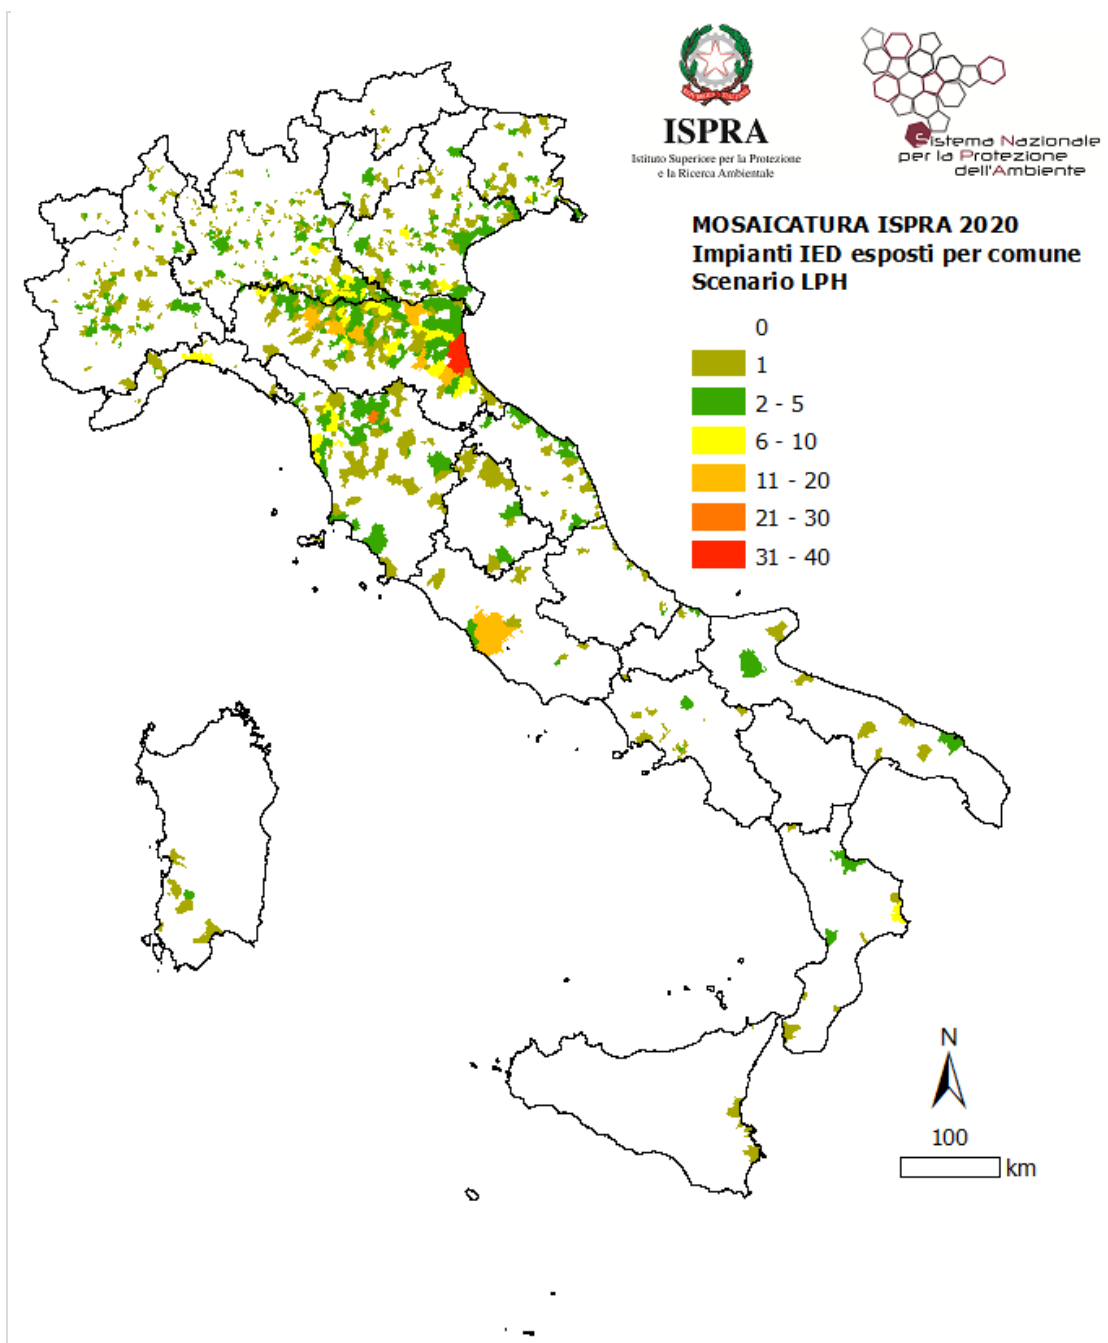 ISPRA
Istituto Superiore per la Protezione
e la Ricerca Ambientale
Sistema Nazionale
per la Protezione
dell'Ambiente
MOSAICATURA ISPRA 2020
Impianti IED esposti per comune
Scenario LPH
0
1
2 - 5
6 - 10
11 - 20
21 - 30
31 - 40
N
100
km